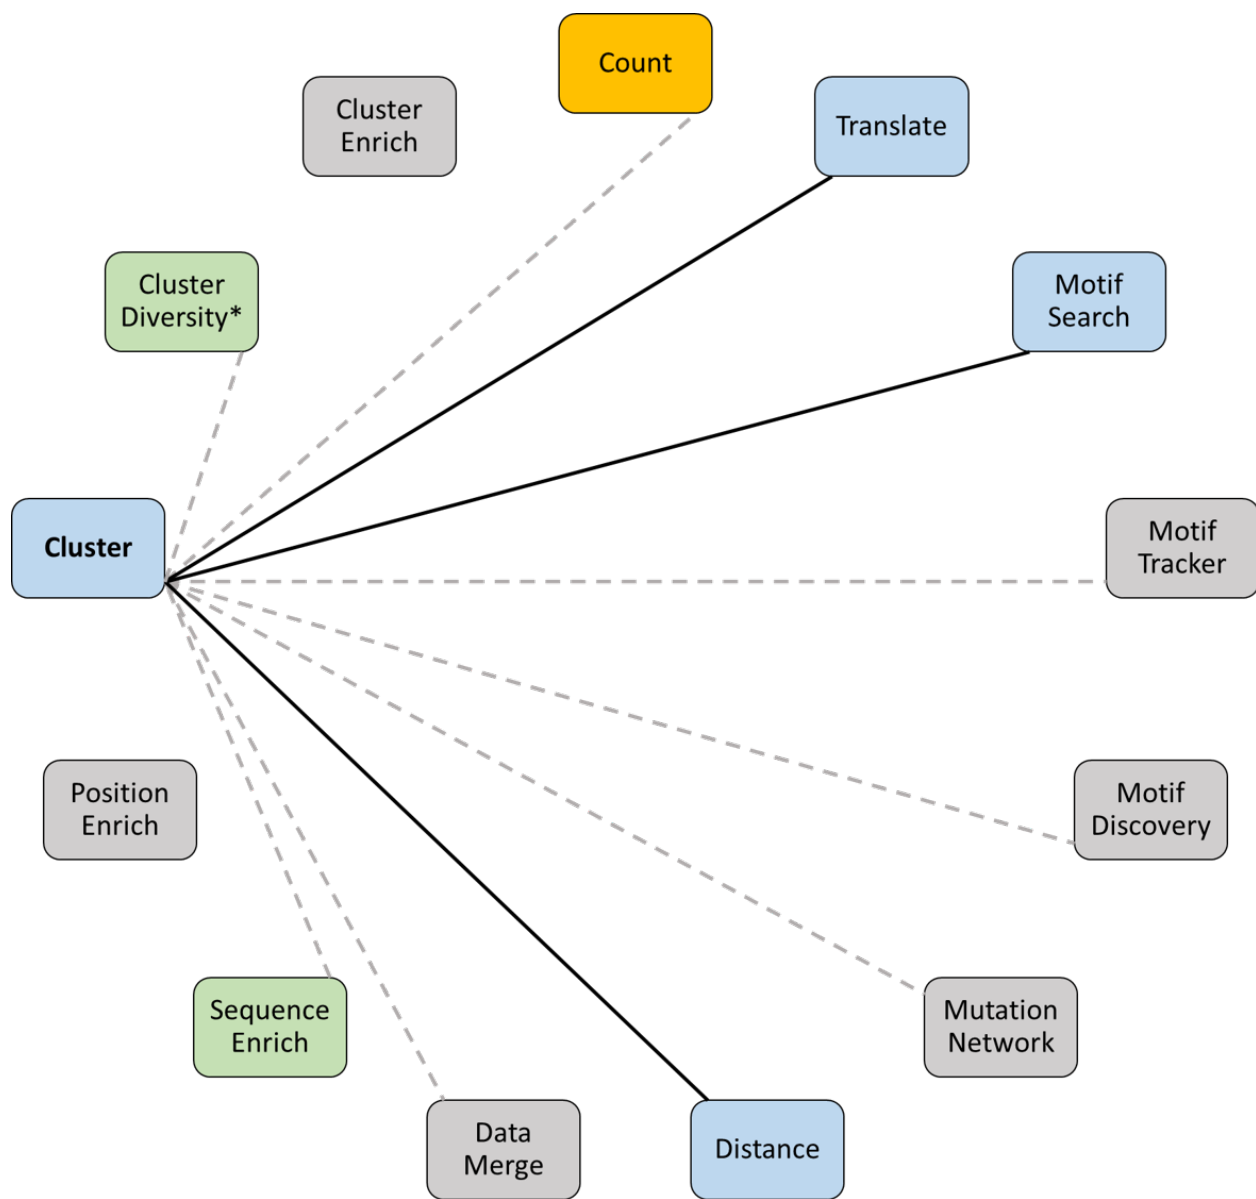 Count
Cluster
Enrich
Translate
Cluster
Diversity*
Motif
Search
Cluster
Motif
Tracker
Position
Enrich
Motif
Discovery
Sequence
Enrich
Mutation
Network
Data
Merge
Distance